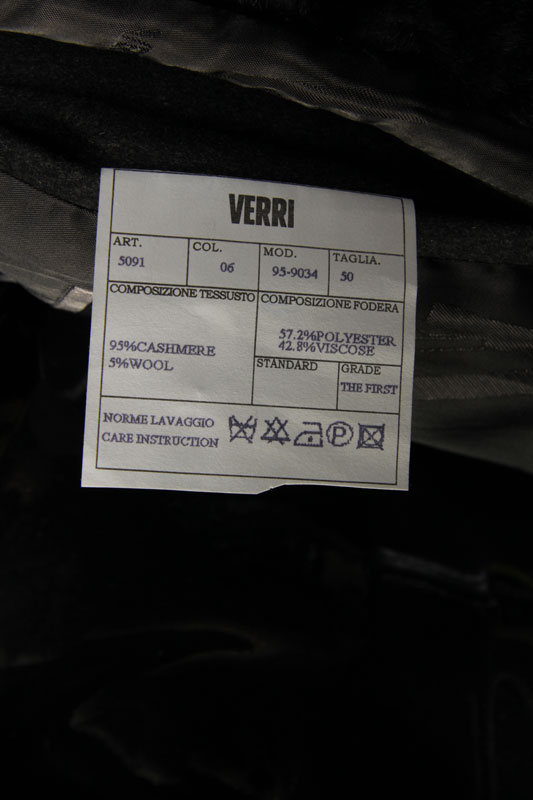 VERRI
ART. COL. MOD. TAGLIA.
5091 06 95-9034 50
COMPOSIZIONE TESSUSTO COMPOSIZIONE FODERA
95%CASHMERE
5%WOOL
57.2%POLYESTER
42.8%VISCOSE
STANDARD GRADE
THE FIRST
NORME LAVAGGIO
CARE INSTRUCTION
P